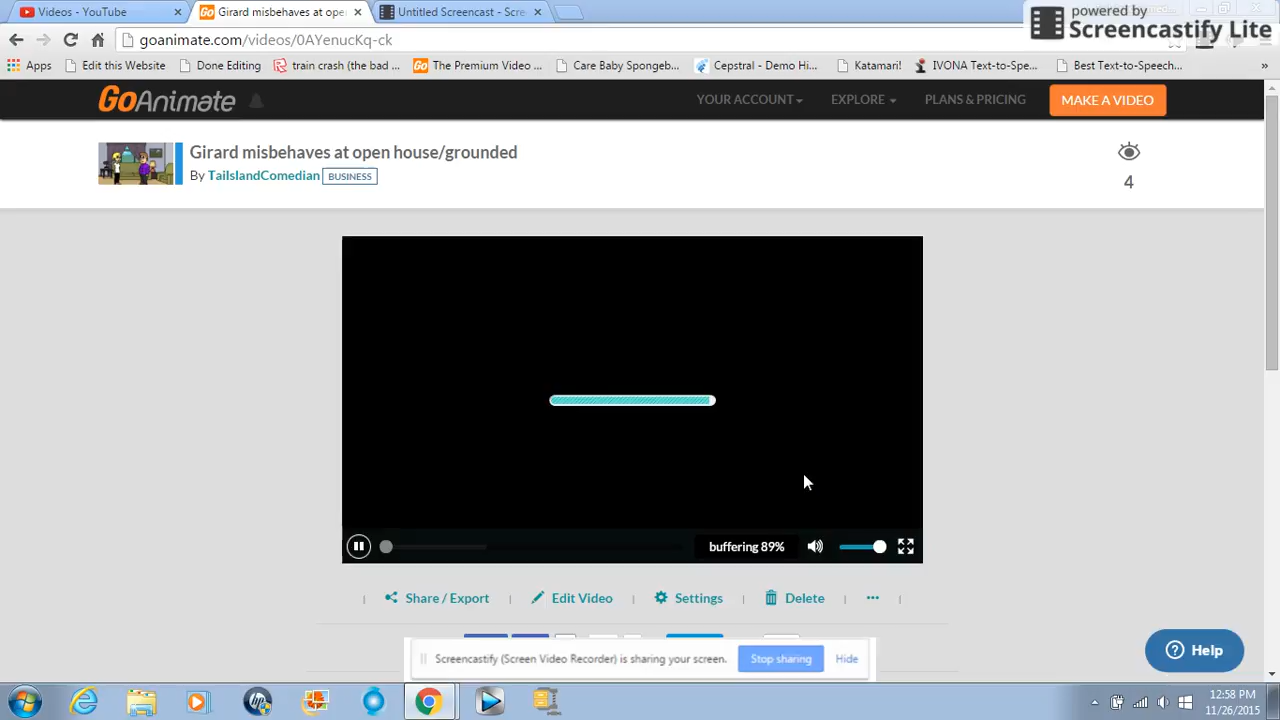 Videos - YouTube
Girard misbehaves at ope
Untitled Screencast - Scre
powered by
Screencastify Lite
goanimate.com/videos/0AYenucKq-ck
Apps
Edit this Website
Done Editing
train crash (the bad ...
The Premium Video ...
Care Baby Spongeb...
Cepstral - Demo Hi...
Katamari!
IVONA Text-to-Spe...
Best Text-to-Speech...
»
GoAnimate
YOUR ACCOUNT
EXPLORE
PLANS & PRICING
MAKE A VIDEO
Girard misbehaves at open house/grounded
By TailslandComedian BUSINESS
4
buffering 89%
Share / Export
Edit Video
Settings
Delete
Screencastify (Screen Video Recorder) is sharing your screen.
Stop sharing
Hide
Help
12:58 PM
11/26/2015